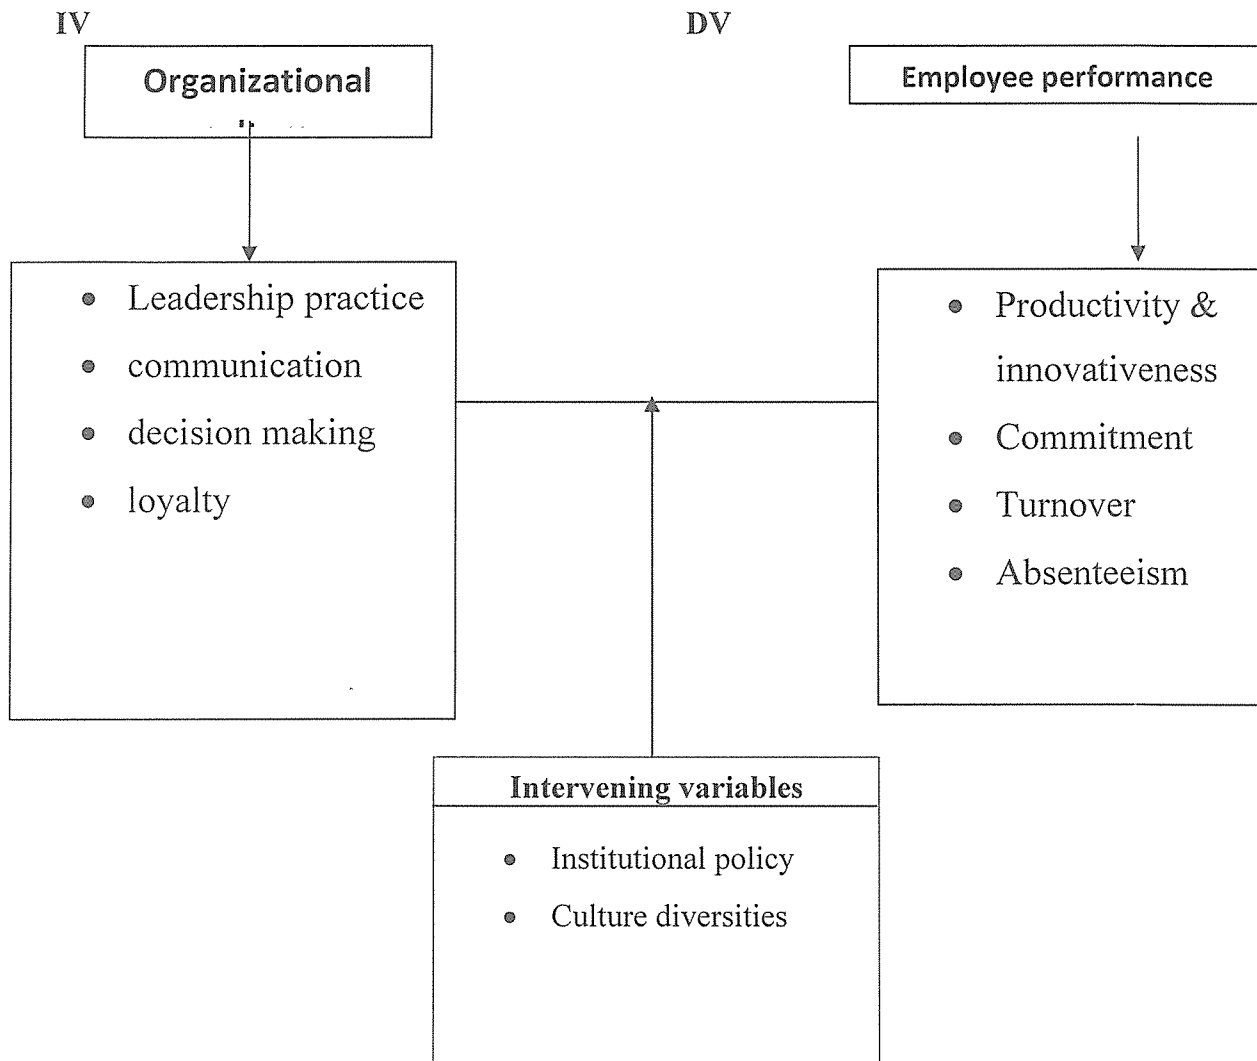 IV
DV
Organizational
Employee performance
• Leadership practice
• communication
• decision making
• loyalty
• Productivity &
innovativeness
• Commitment
• Turnover
• Absenteeism
Intervening variables
• Institutional policy
• Culture diversities